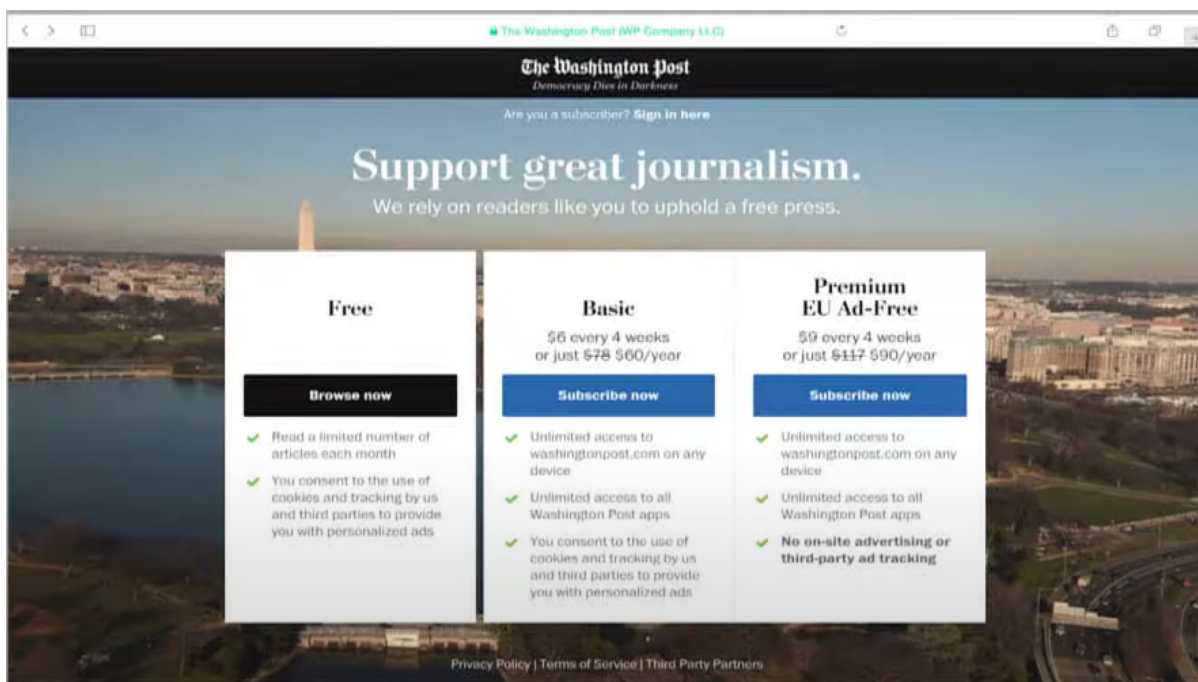 The Washington Post (WP Company LLC)
The Washington Post
Democracy Dies in Darkness
Are you a subscriber? Sign in here
Support great journalism.
We rely on readers like you to uphold a free press.
Free
Browse now
Read a limited number of
articles each month
You consent to the use of
cookies and tracking by us
and third parties to provide
you with personalized ads
Basic
$6 every 4 weeks
or just $78 $60/year
Subscribe now
Unlimited access to
washingtonpost.com on any
device
Unlimited access to all
Washington Post apps
You consent to the use of
cookies and tracking by us
and third parties to provide
you with personalized ads
Premium
EU Ad-Free
$9 every 4 weeks
or just $117 $90/year
Subscribe now
Unlimited access to
washingtonpost.com on any
device
Unlimited access to all
Washington Post apps
No on-site advertising or
third-party ad tracking
Privacy Policy | Terms of Service | Third Party Partners